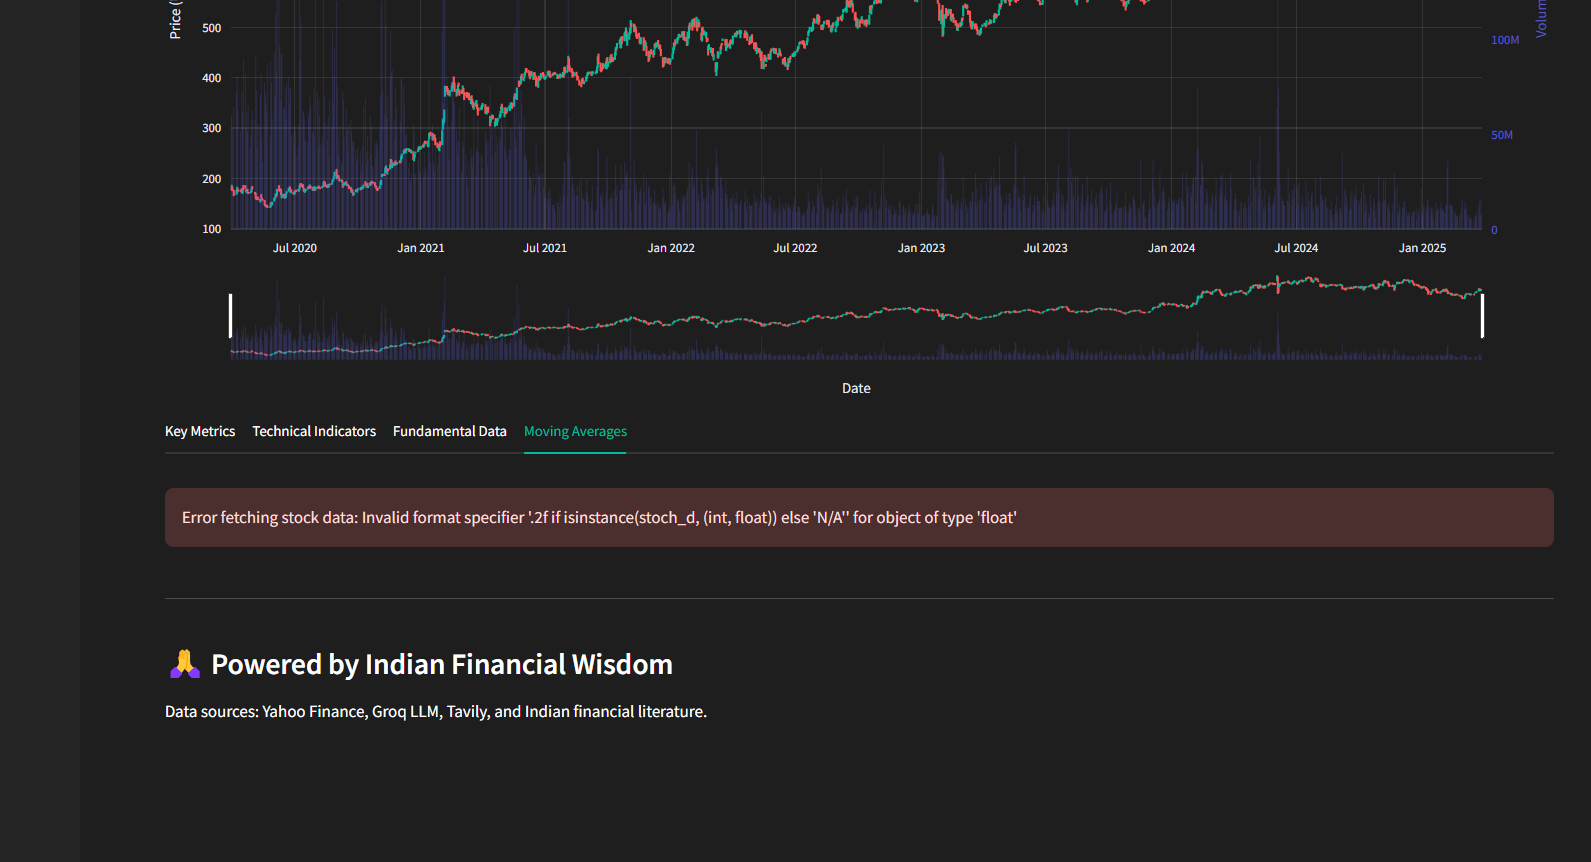 Price (
Volum
500
400
300
200
100
100M
50M
0
Jul 2020 Jan 2021 Jul 2021 Jan 2022 Jul 2022 Jan 2023 Jul 2023 Jan 2024 Jul 2024 Jan 2025
Date
Key Metrics Technical Indicators Fundamental Data Moving Averages
Error fetching stock data: Invalid format specifier '.2f if isinstance(stoch_d, (int, float)) else 'N/A'' for object of type 'float'
🙏 Powered by Indian Financial Wisdom
Data sources: Yahoo Finance, Groq LLM, Tavily, and Indian financial literature.